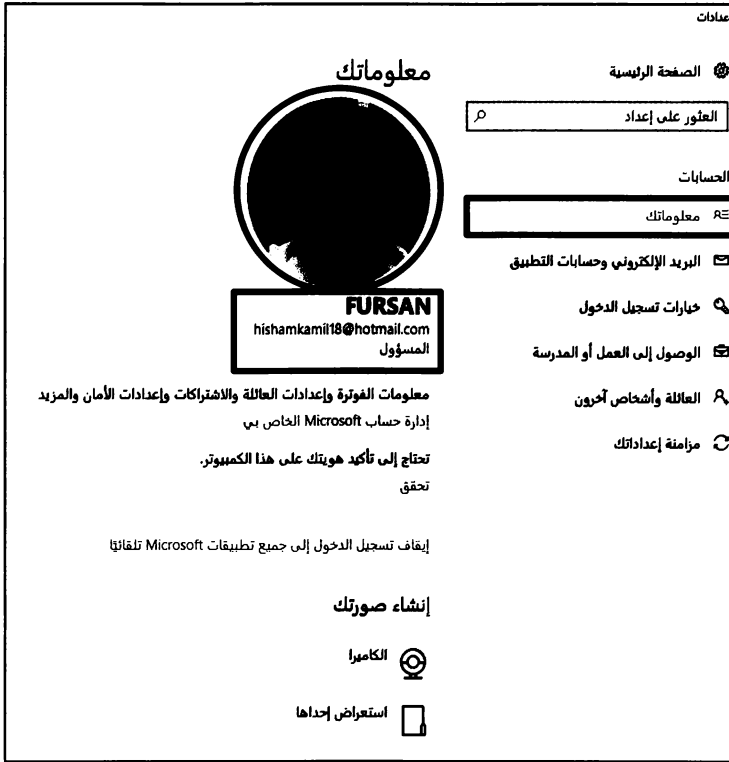 عدادات
الصفحة الرئيسية
العثور على إعداد
الحسابات
معلوماتك
البريد الإلكتروني وحسابات التطبيق
خيارات تسجيل الدخول
الوصول إلى العمل أو المدرسة
العائلة وأشخاص آخرون
مزامنة إعداداتك
معلوماتك
FURSAN
hishamkamil18@hotmail.com
المسؤول
معلومات الفوترة وإعدادات العائلة والاشتراكات وإعدادات الأمان والمزيد
إدارة حساب Microsoft الخاص بي
تحتاج إلى تأكيد هويتك على هذا الكمبيوتر.
تحقق
إيقاف تسجيل الدخول إلى جميع تطبيقات Microsoft تلقائيًا
إنشاء صورتك
الكاميرا
استعراض إحداها